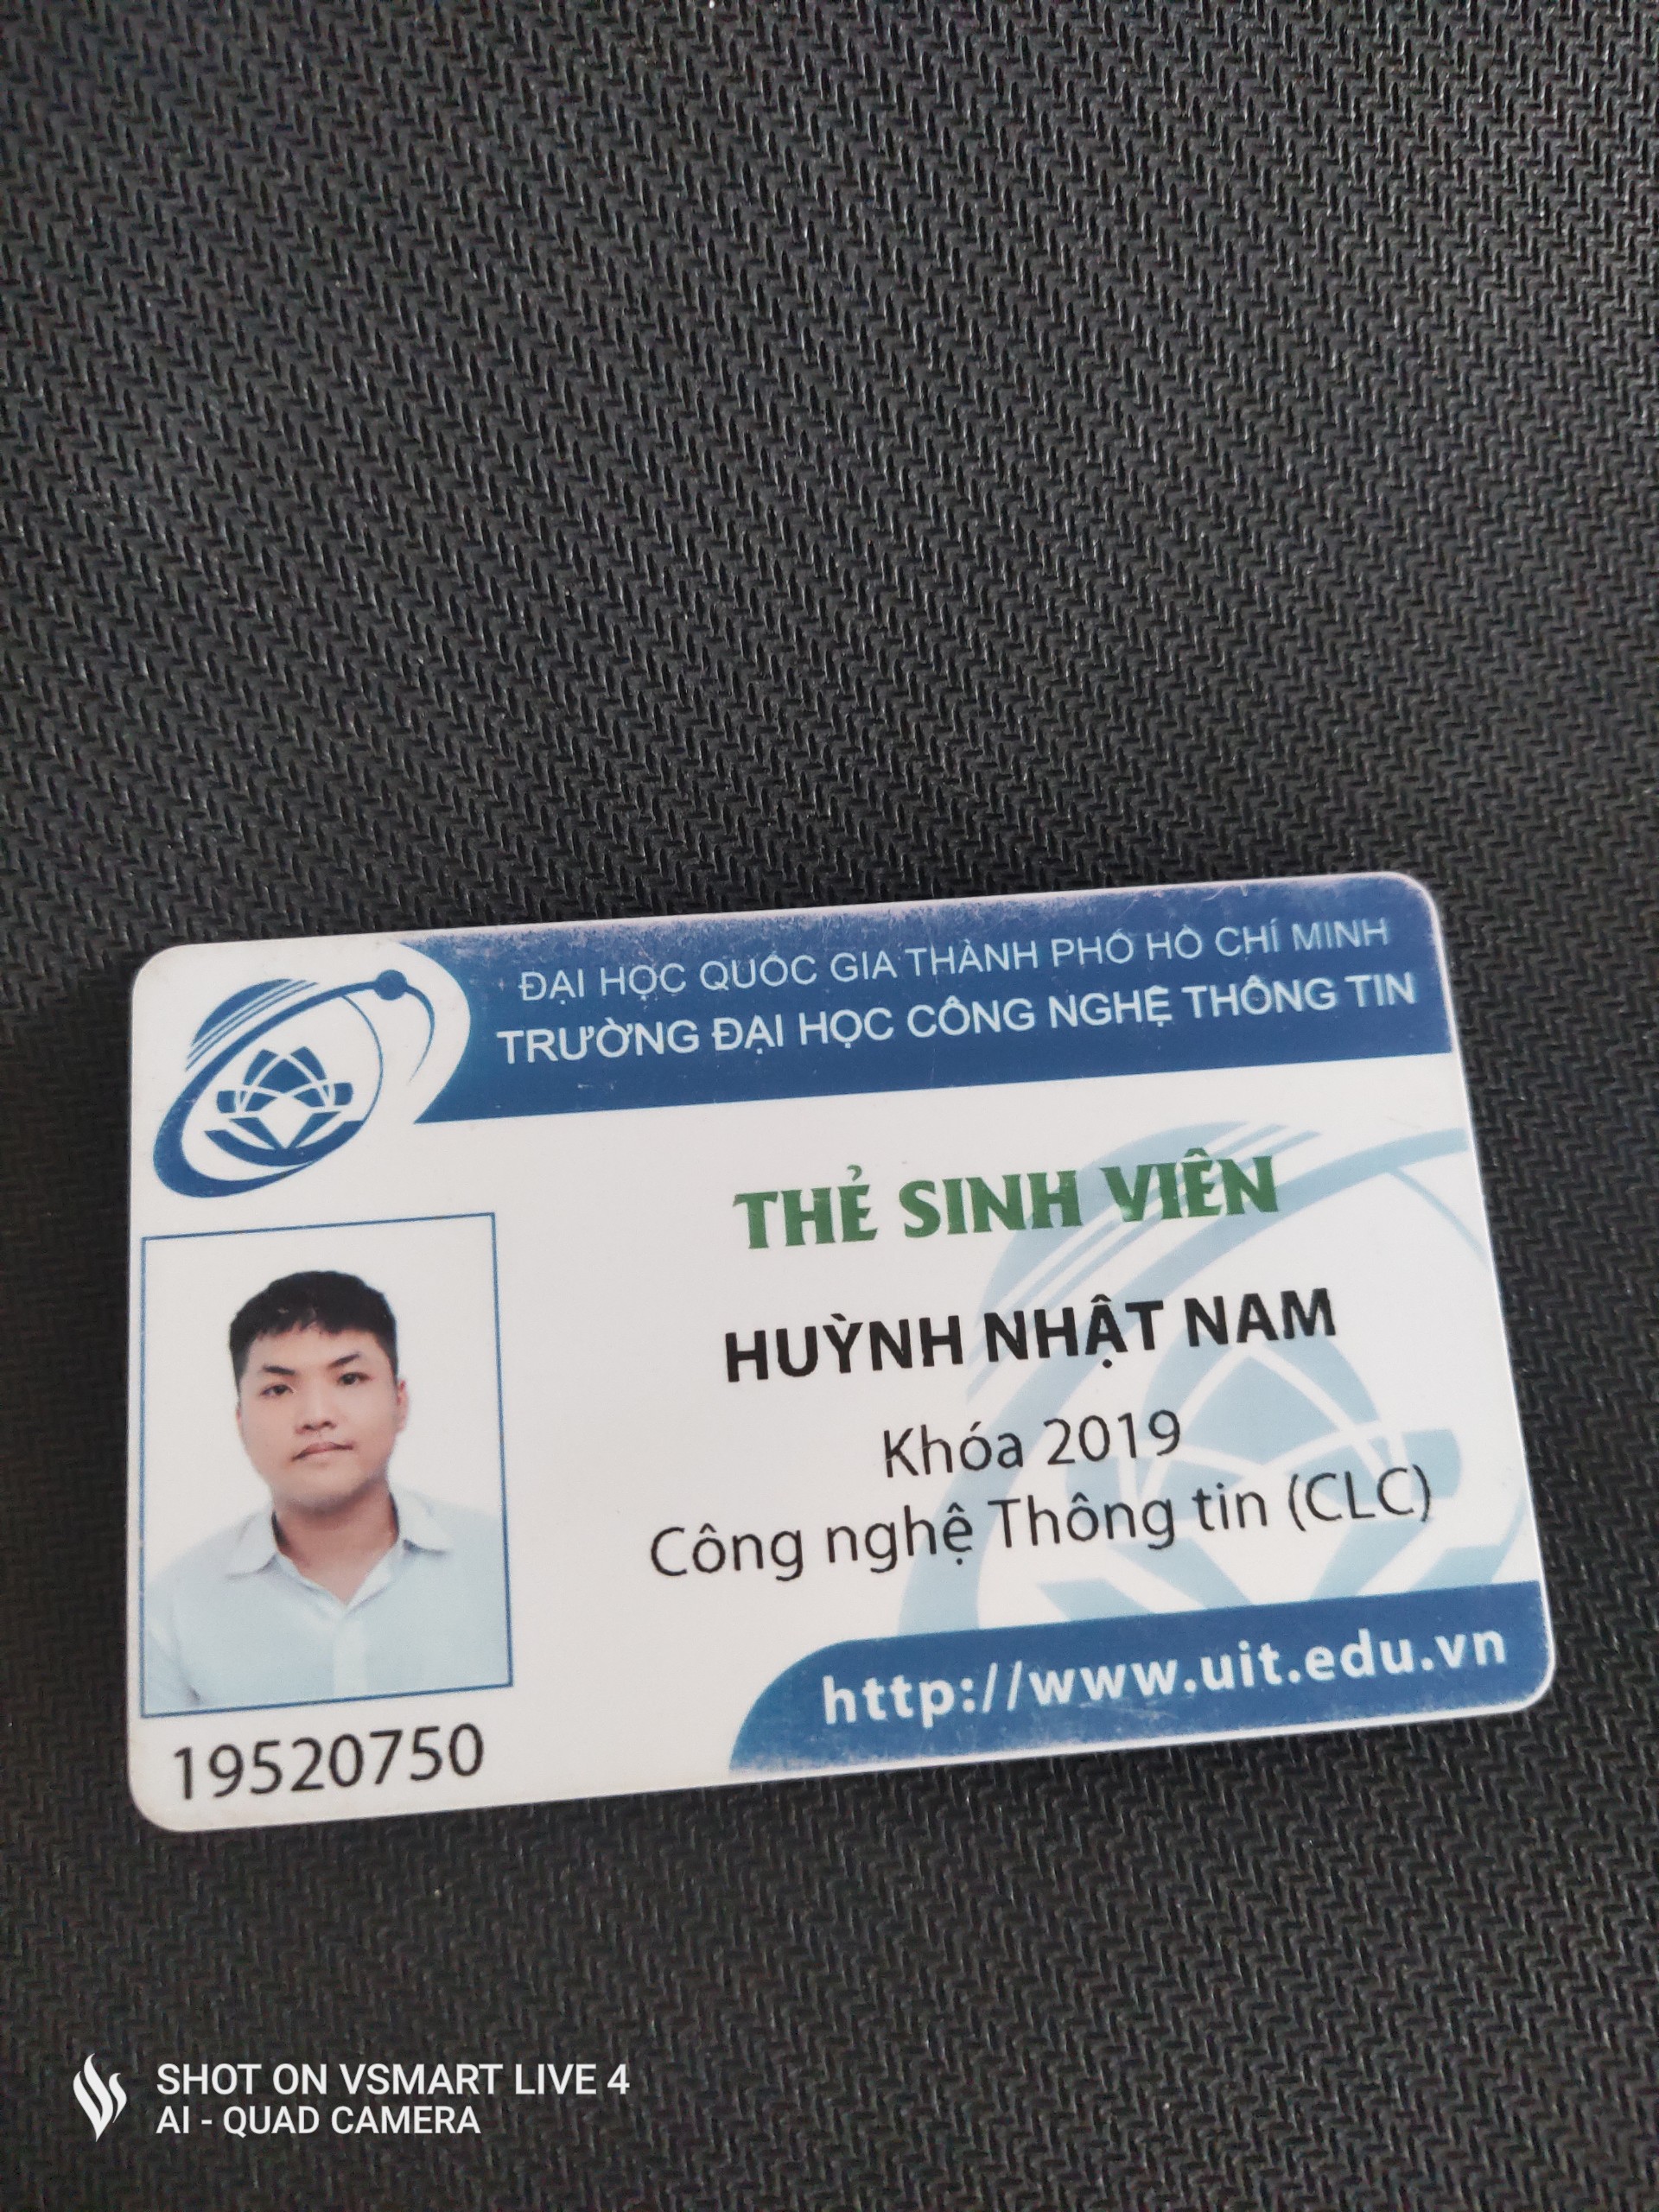 ĐẠI HỌC QUỐC GIA THÀNH PHỐ HỒ CHÍ MINH
TRƯỜNG ĐẠI HỌC CÔNG NGHỆ THÔNG TIN
THẺ SINH VIÊN
HUỲNH NHẬT NAM
Khóa 2019
Công nghệ Thông tin (CLC)
http://www.uit.edu.vn
19520750
SHOT ON VSMART LIVE 4
AI - QUAD CAMERA